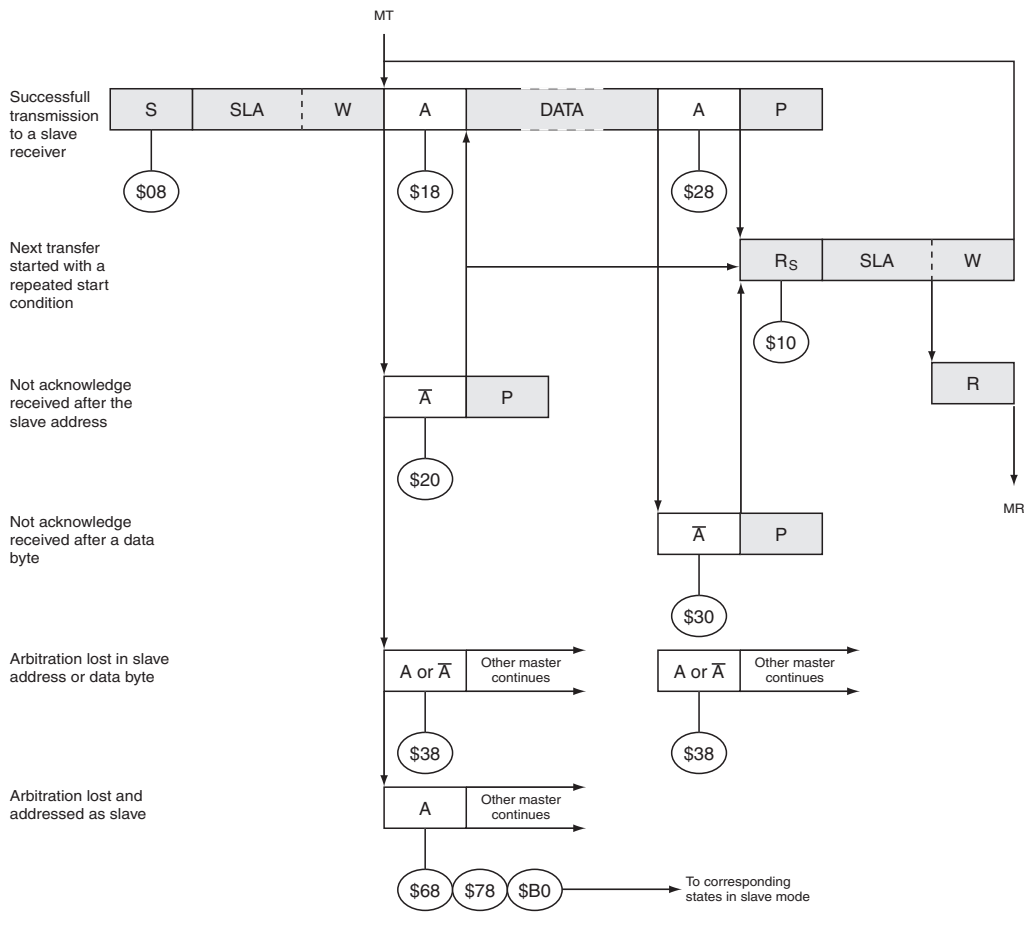 MT
Successfull
transmission
to a slave
receiver
S
SLA
W
A
DATA
A
P
$08
$18
$28
Next transfer
started with a
repeated start
condition
RS
SLA
W
$10
Not acknowledge
received after the
slave address
A̅
P
R
$20
MR
Not acknowledge
received after a data
byte
A̅
P
$30
Arbitration lost in slave
address or data byte
A or A̅
Other master
continues
A or A̅
Other master
continues
$38
$38
Arbitration lost and
addressed as slave
A
Other master
continues
$68
$78
$B0
To corresponding
states in slave mode